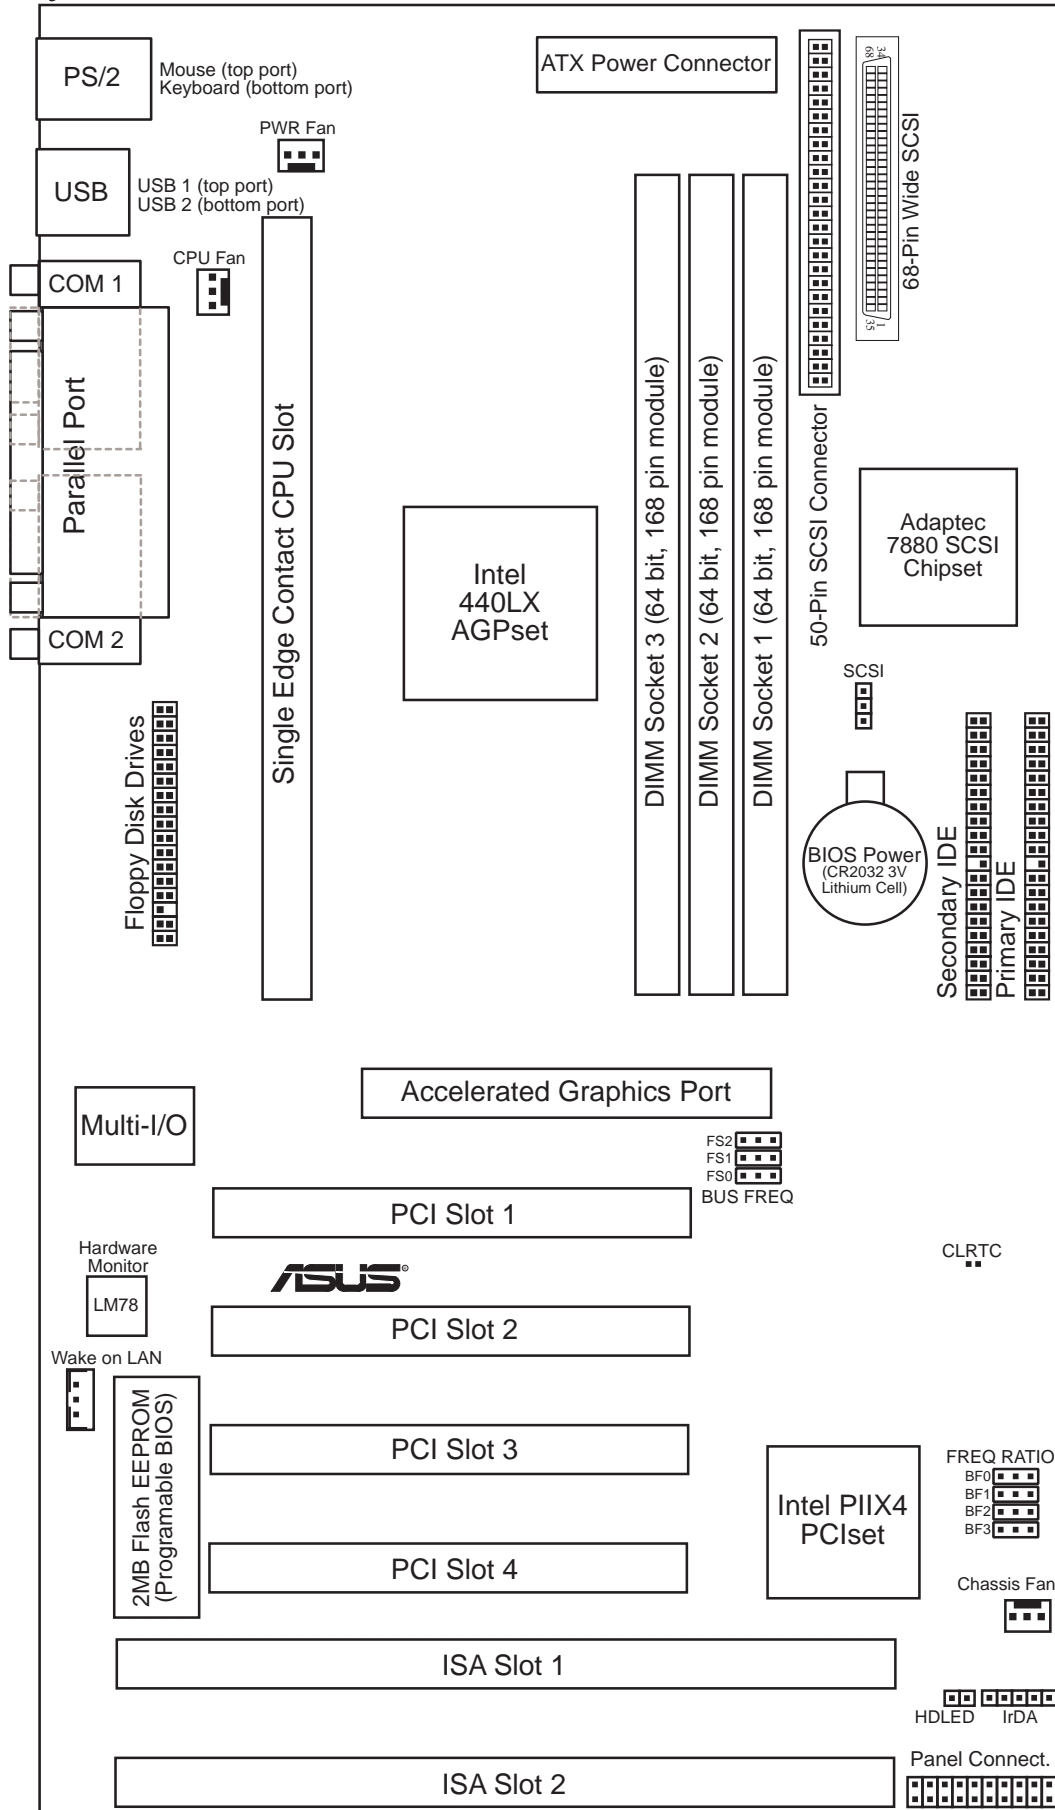 PS/2
Mouse (top port)
Keyboard (bottom port)
ATX Power Connector
34
68
68-Pin Wide SCSI
35
1
PWR Fan
USB
USB 1 (top port)
USB 2 (bottom port)
CPU Fan
COM 1
Parallel Port
COM 2
Single Edge Contact CPU Slot
Intel
440LX
AGPset
DIMM Socket 3 (64 bit, 168 pin module)
DIMM Socket 2 (64 bit, 168 pin module)
DIMM Socket 1 (64 bit, 168 pin module)
50-Pin SCSI Connector
Adaptec
7880 SCSI
Chipset
SCSI
Floppy Disk Drives
BIOS Power
(CR2032 3V
Lithium Cell)
Secondary IDE
Primary IDE
Accelerated Graphics Port
Multi-I/O
FS2
FS1
FS0
BUS FREQ
PCI Slot 1
Hardware
Monitor
LM78
ASUS®
CLRTC
PCI Slot 2
Wake on LAN
2MB Flash EEPROM
(Programable BIOS)
PCI Slot 3
Intel PIIX4
PCIset
FREQ RATIO
BF0
BF1
BF2
BF3
PCI Slot 4
Chassis Fan
ISA Slot 1
HDLED
IrDA
Panel Connect.
ISA Slot 2